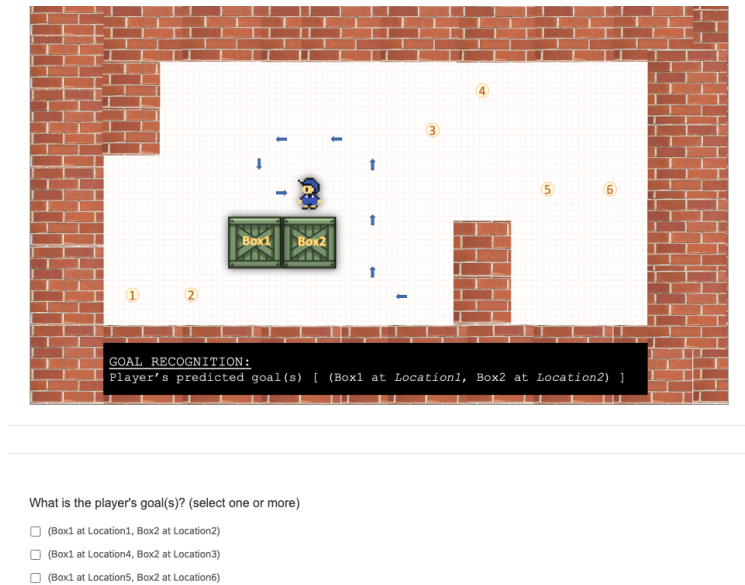 ④
③
⑤ ⑥
Box1 Box2
① ②
GOAL RECOGNITION:
Player's predicted goal(s) [ (Box1 at Location1, Box2 at Location2) ]
What is the player's goal(s)? (select one or more)
(Box1 at Location1, Box2 at Location2)
(Box1 at Location4, Box2 at Location3)
(Box1 at Location5, Box2 at Location6)